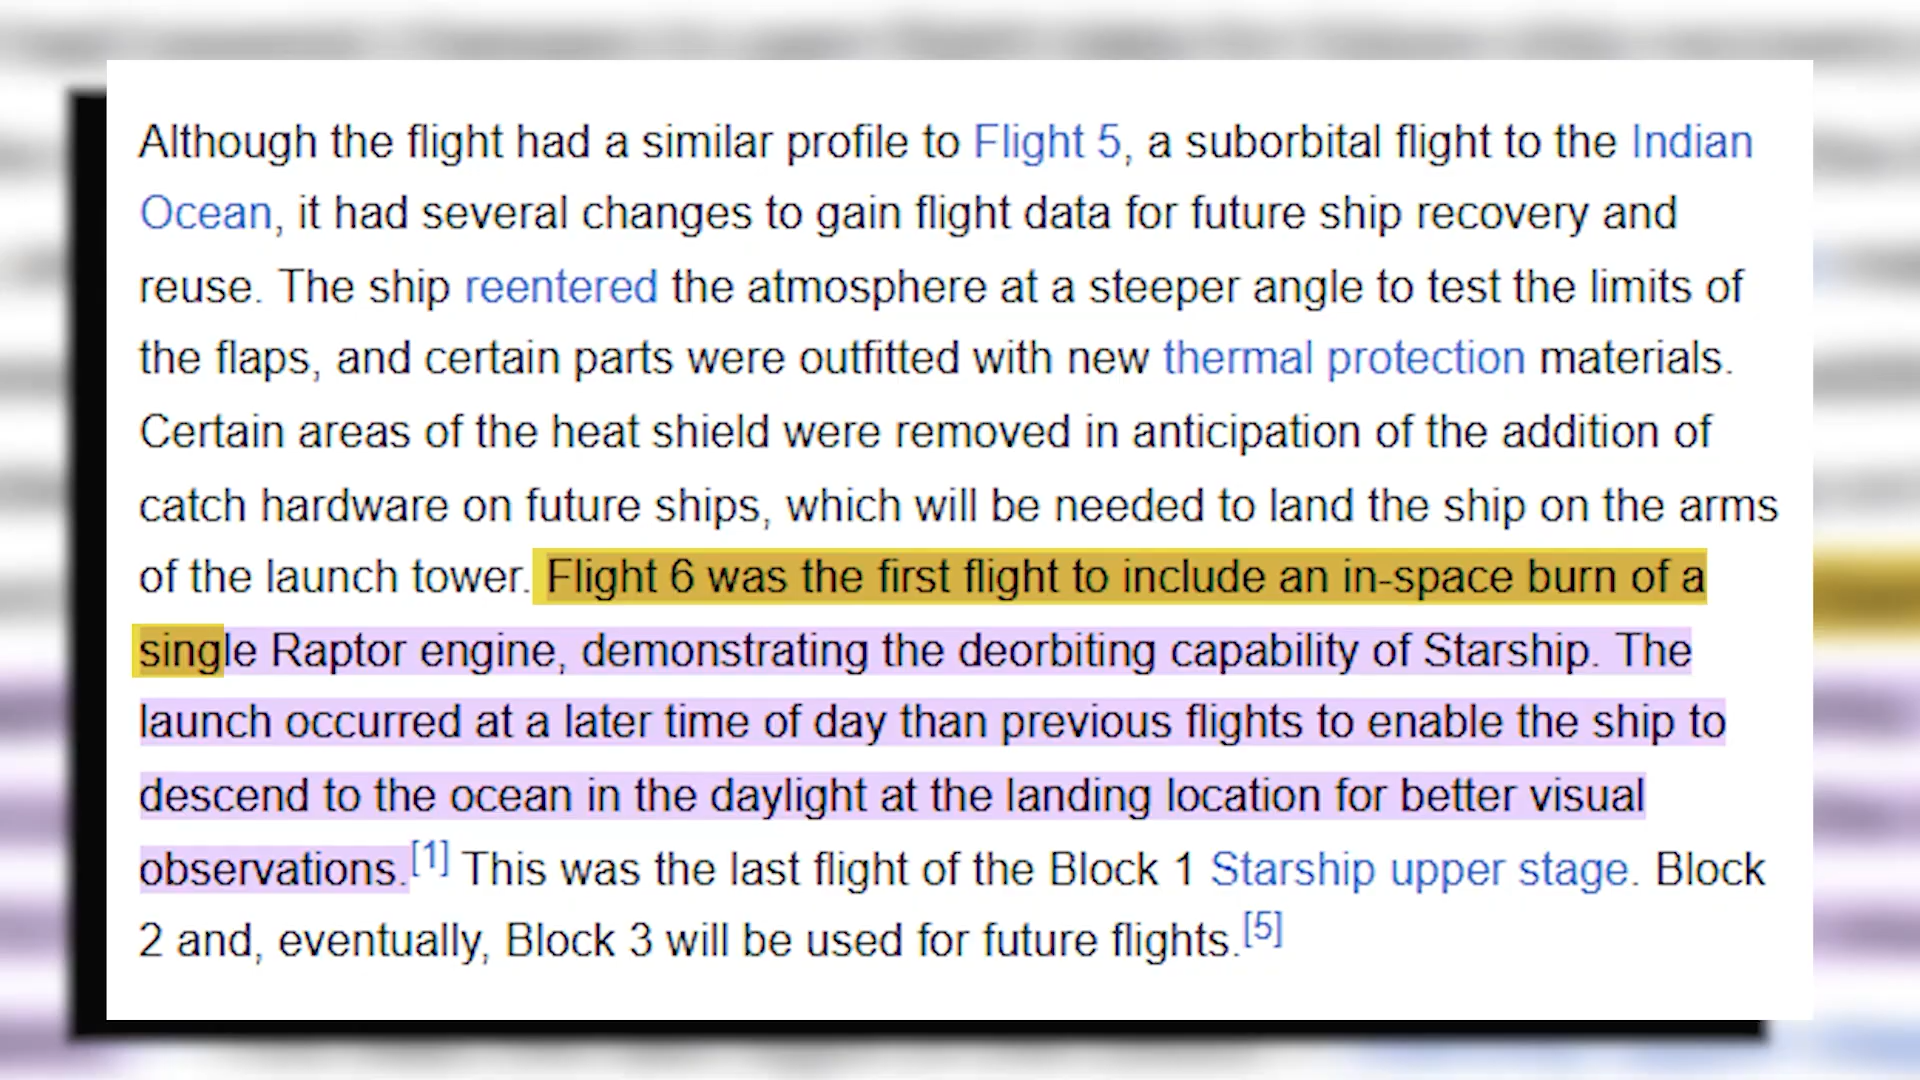 Although the flight had a similar profile to Flight 5, a suborbital flight to the Indian
Ocean, it had several changes to gain flight data for future ship recovery and
reuse. The ship reentered the atmosphere at a steeper angle to test the limits of
the flaps, and certain parts were outfitted with new thermal protection materials.
Certain areas of the heat shield were removed in anticipation of the addition of
catch hardware on future ships, which will be needed to land the ship on the arms
of the launch tower. Flight 6 was the first flight to include an in-space burn of a
single Raptor engine, demonstrating the deorbiting capability of Starship. The
launch occurred at a later time of day than previous flights to enable the ship to
descend to the ocean in the daylight at the landing location for better visual
observations.[1] This was the last flight of the Block 1 Starship upper stage. Block
2 and, eventually, Block 3 will be used for future flights.[5]